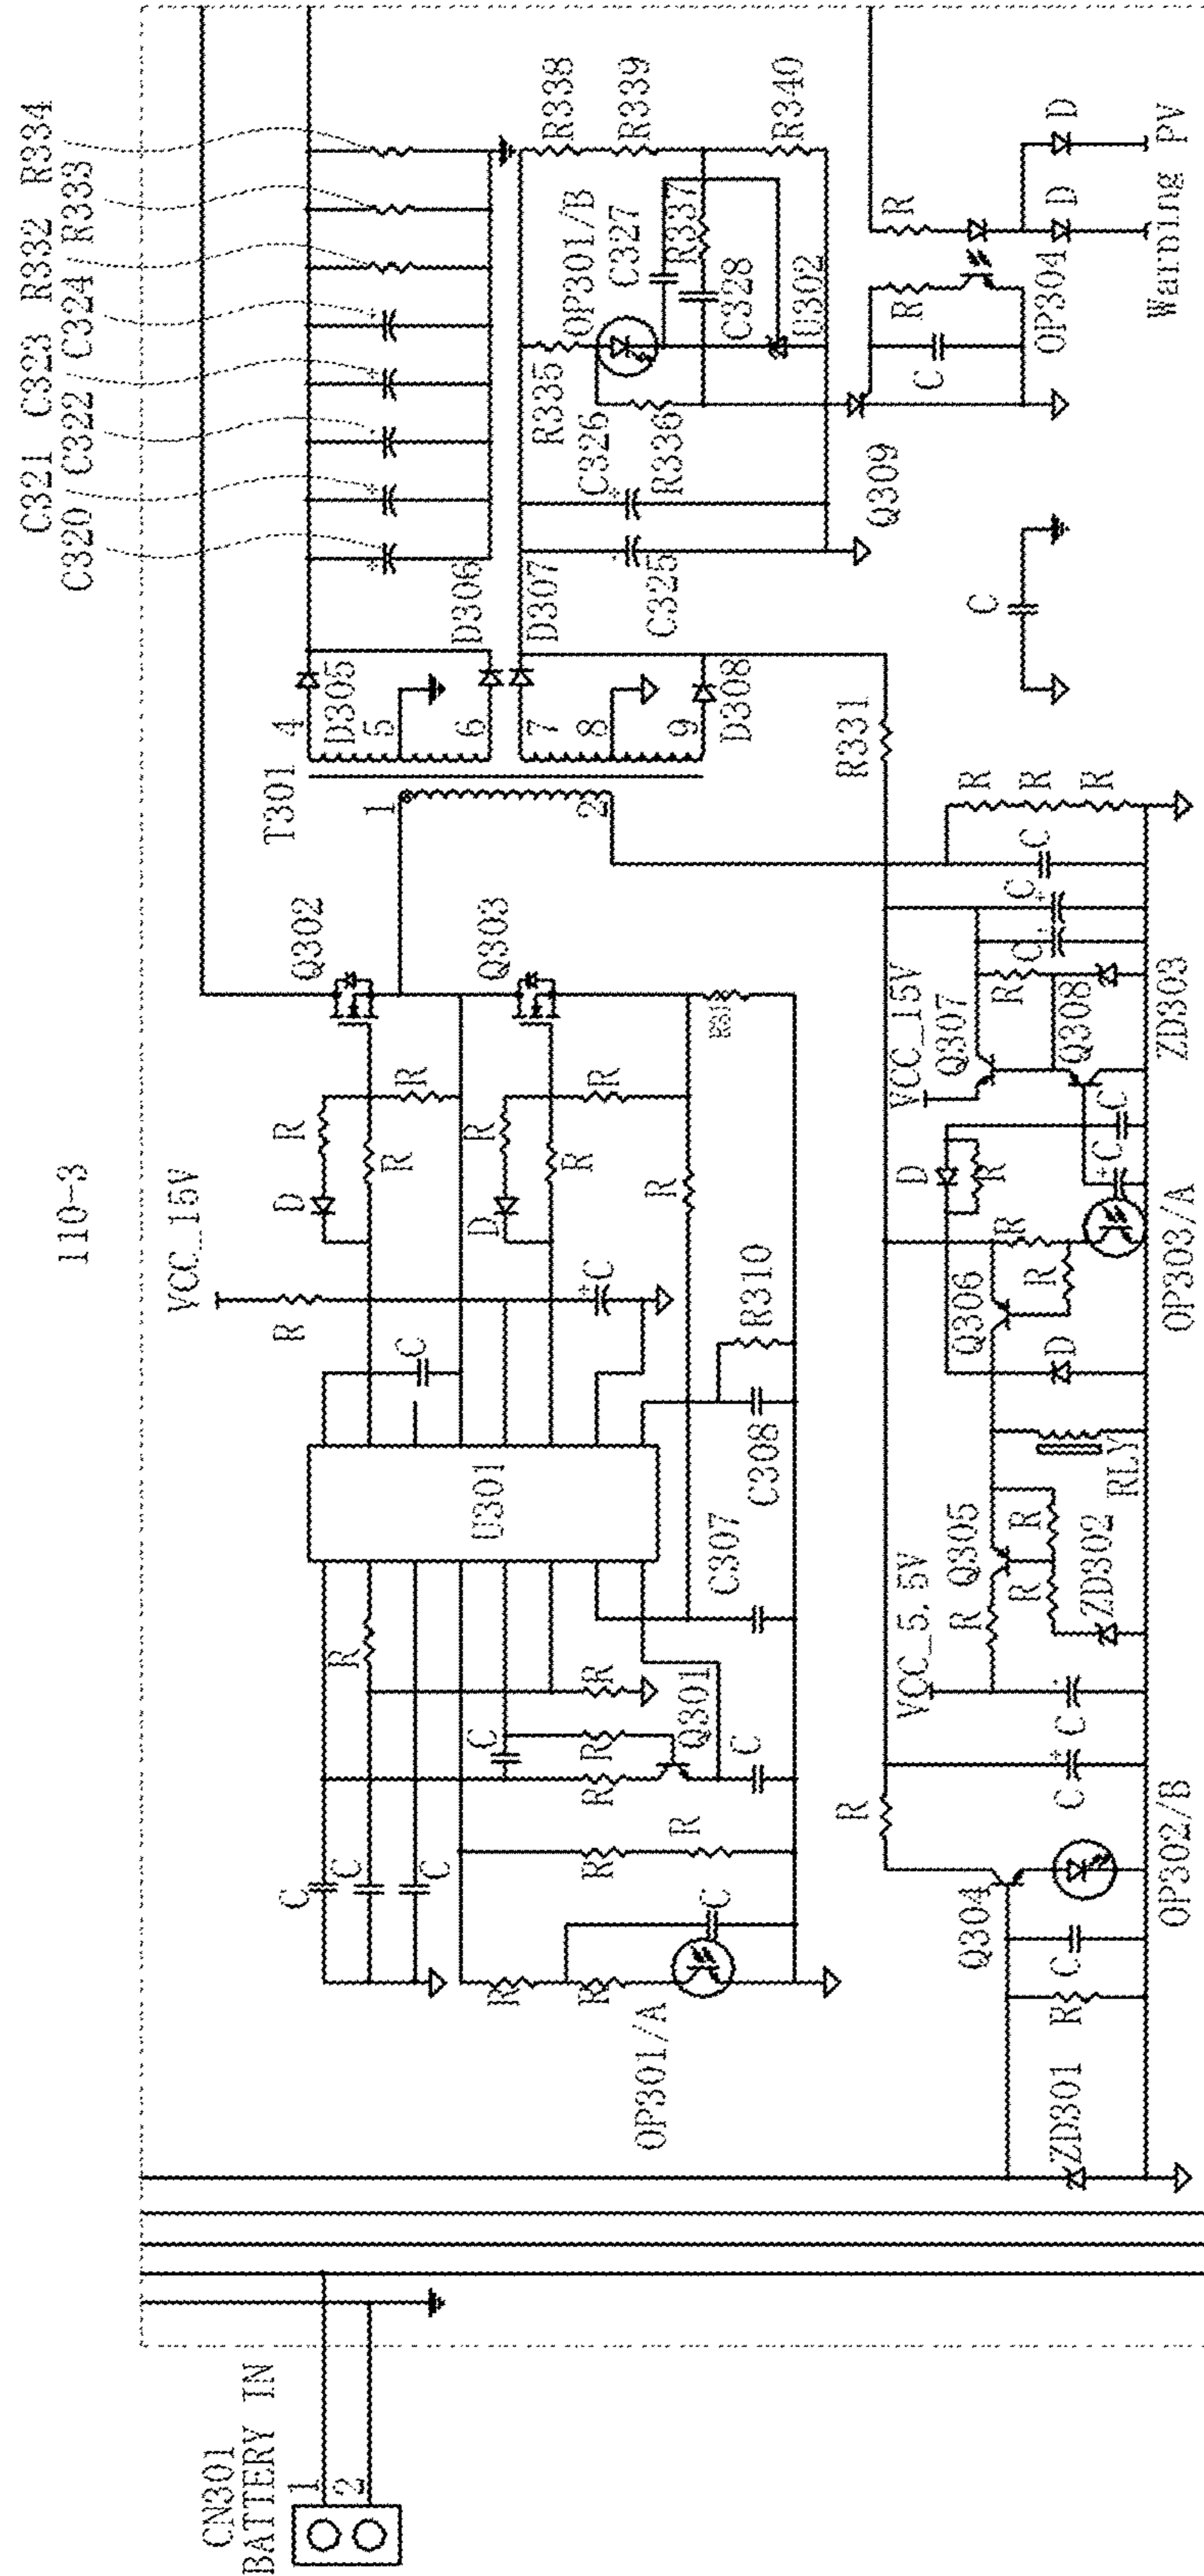 110-3
C321 C323 R332 R334
C320 C322 C324 R333
CN301
BATTERY IN
1
2
VCC_15V
R
C
D
R
R
R
Q302
T301
4
D305
5
6
D306
1
2
7
D307
8
9
D308
C
C
C
R
C
U301
D
R
R
R
Q303
R335
OP301/B
R338
R339
C326
C327
R336
R337
C328
R340
C325
U302
R
R
R
R
R
Q301
C
R
R
C
OP301/A
C307
C308
R310
C
R
R331
Q309
C
R
R
OP304
D
D
Warning PV
C
R
Q304
VCC_5.5V
R
Q305
R
R
ZD302
RLY
Q306
R
R
D
D
R
C
C
VCC_15V
Q307
Q308
R
C
C
C
R
R
R
ZD303
OP303/A
C
C
OP302/B
C
R
ZD301